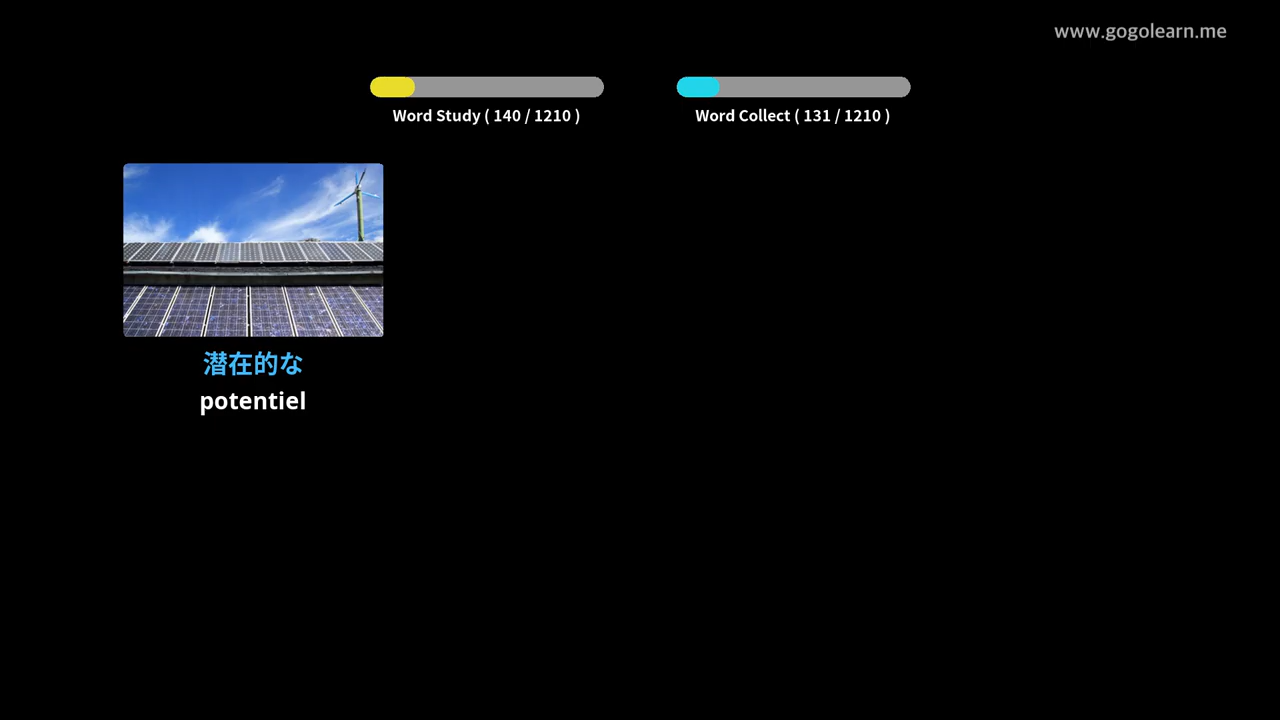 www.gogolearn.me
Word Study ( 140 / 1210 )
Word Collect ( 131 / 1210 )
潜在的な
potentiel